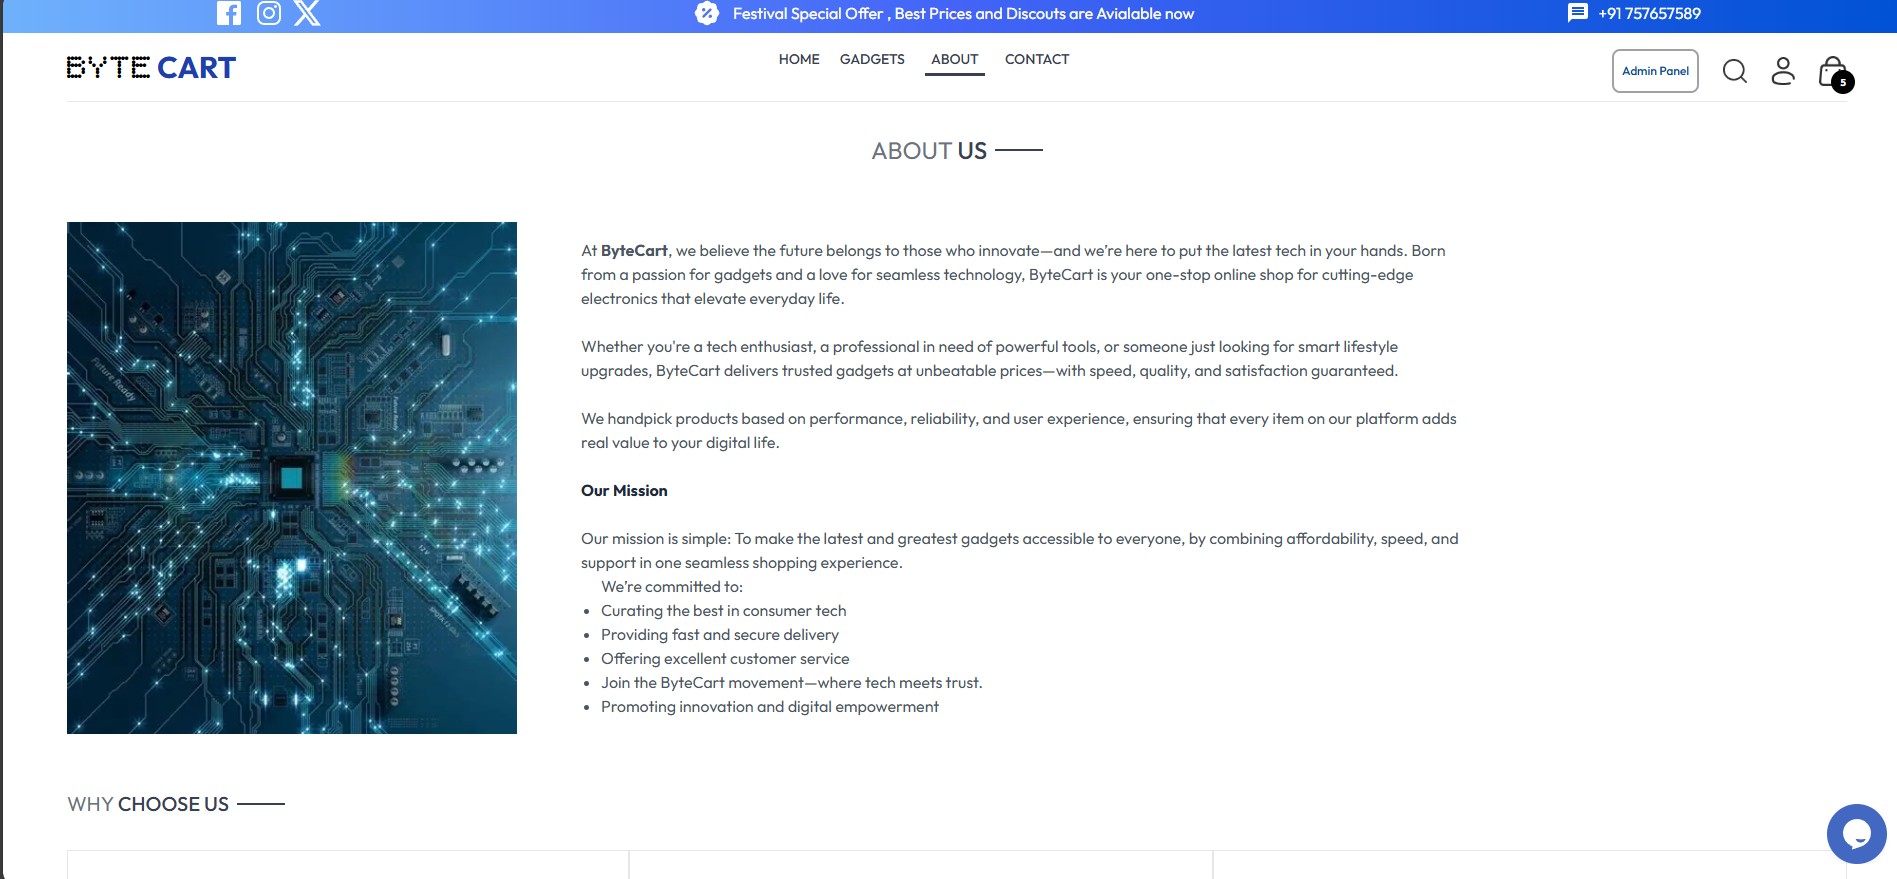 Festival Special Offer , Best Prices and Discouts are Avialable now
+91 757657589
BYTE CART
HOME GADGETS ABOUT CONTACT
Admin Panel
5
ABOUT US
At ByteCart, we believe the future belongs to those who innovate—and we're here to put the latest tech in your hands. Born
from a passion for gadgets and a love for seamless technology, ByteCart is your one-stop online shop for cutting-edge
electronics that elevate everyday life.
Whether you're a tech enthusiast, a professional in need of powerful tools, or someone just looking for smart lifestyle
upgrades, ByteCart delivers trusted gadgets at unbeatable prices—with speed, quality, and satisfaction guaranteed.
We handpick products based on performance, reliability, and user experience, ensuring that every item on our platform adds
real value to your digital life.
Our Mission
Our mission is simple: To make the latest and greatest gadgets accessible to everyone, by combining affordability, speed, and
support in one seamless shopping experience.
We're committed to:
Curating the best in consumer tech
Providing fast and secure delivery
Offering excellent customer service
Join the ByteCart movement—where tech meets trust.
Promoting innovation and digital empowerment
Future Ready
WHY CHOOSE US